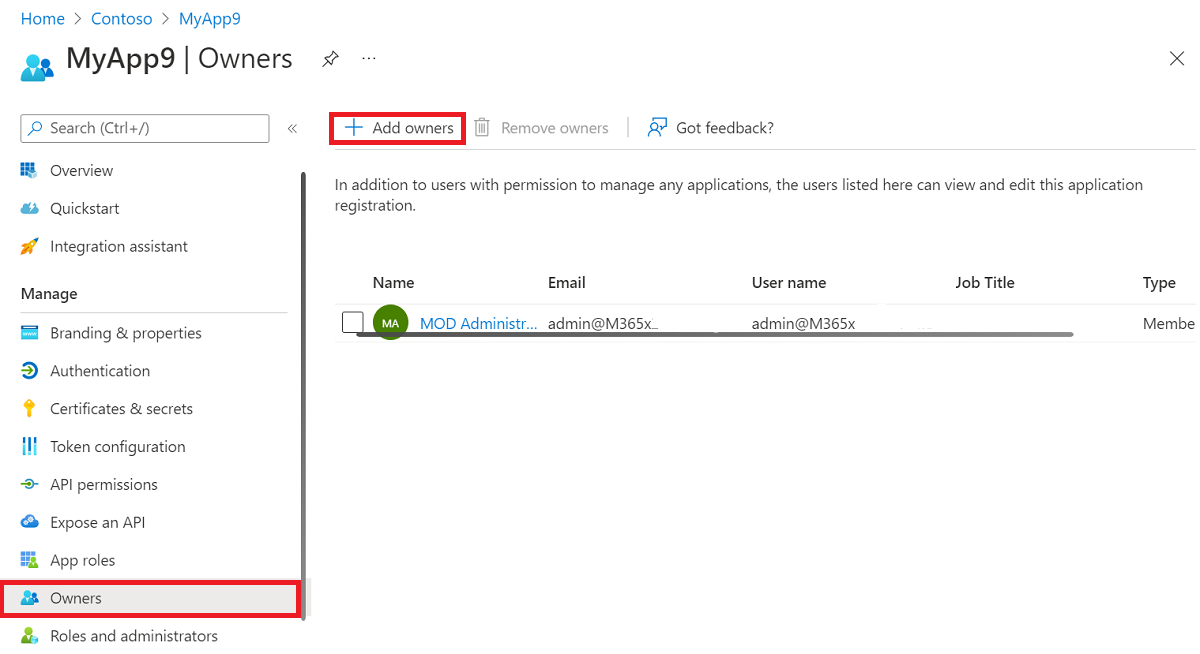 Home > Contoso > MyApp9
MyApp9 | Owners ...
Search (Ctrl+/) «
Overview
Quickstart
Integration assistant
Manage
Branding & properties
Authentication
Certificates & secrets
Token configuration
API permissions
Expose an API
App roles
Owners
Roles and administrators
+ Add owners Remove owners | Got feedback?
In addition to users with permission to manage any applications, the users listed here can view and edit this application
registration.
Name Email User name Job Title Type
MA MOD Administr... admin@M365x... admin@M365x Membe